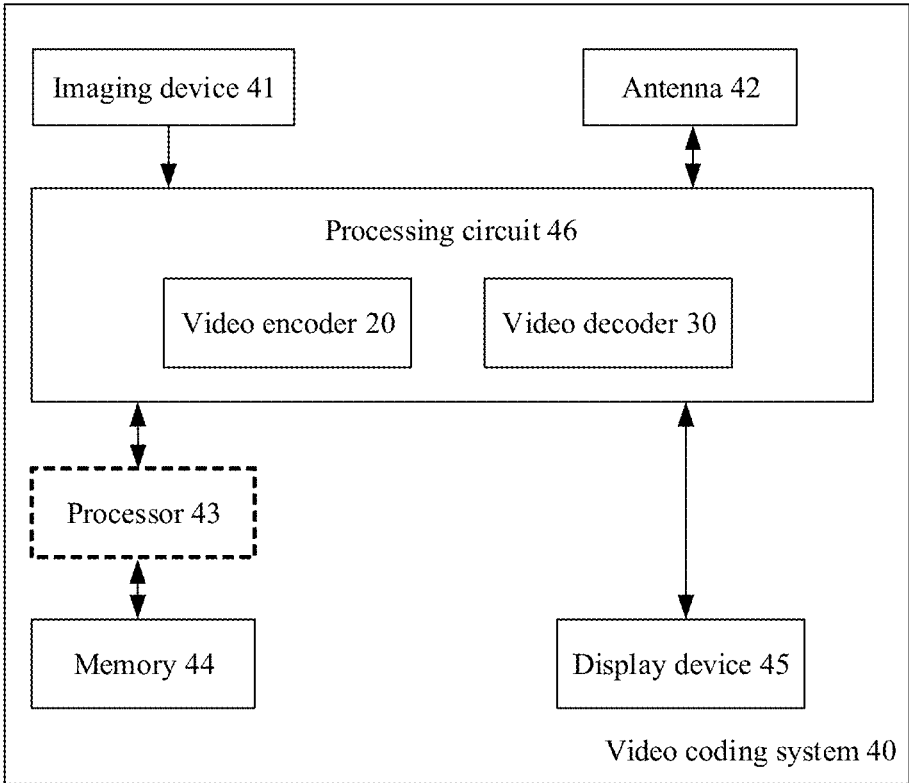 Imaging device 41
Antenna 42
Processing circuit 46
Video encoder 20
Video decoder 30
Processor 43
Memory 44
Display device 45
Video coding system 40